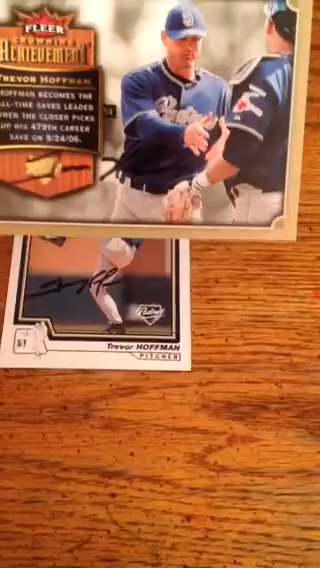 FLEER
CROWNING
ACHIEVEMENT
TREVOR HOFFMAN
HOFFMAN BECOMES THE
ALL-TIME SAVES LEADER
WHEN THE CLOSER PICKS
UP HIS 479TH CAREER
SAVE ON 9/24/06.
Padres
51
Trevor HOFFMAN
PITCHER